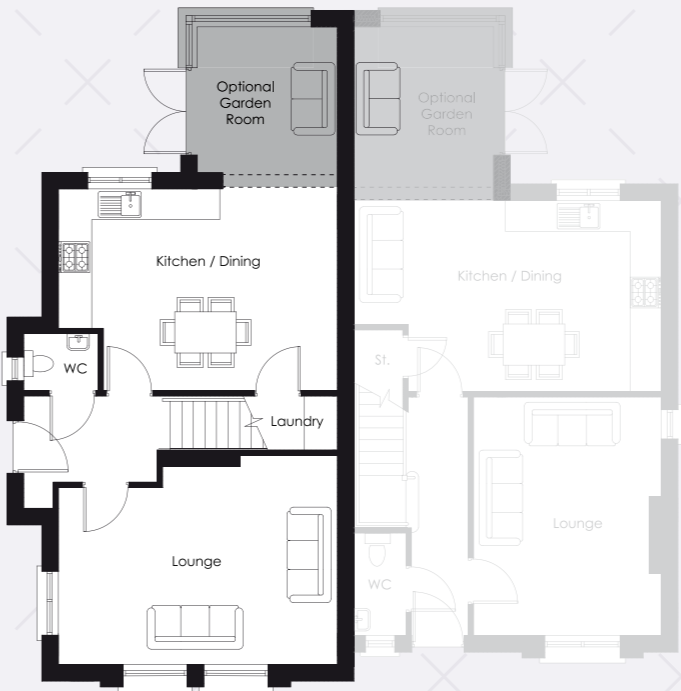 Optional
Garden
Room
Kitchen / Dining
WC
Laundry
Lounge
Optional
Garden
Room
Kitchen / Dining
St.
Lounge
WC